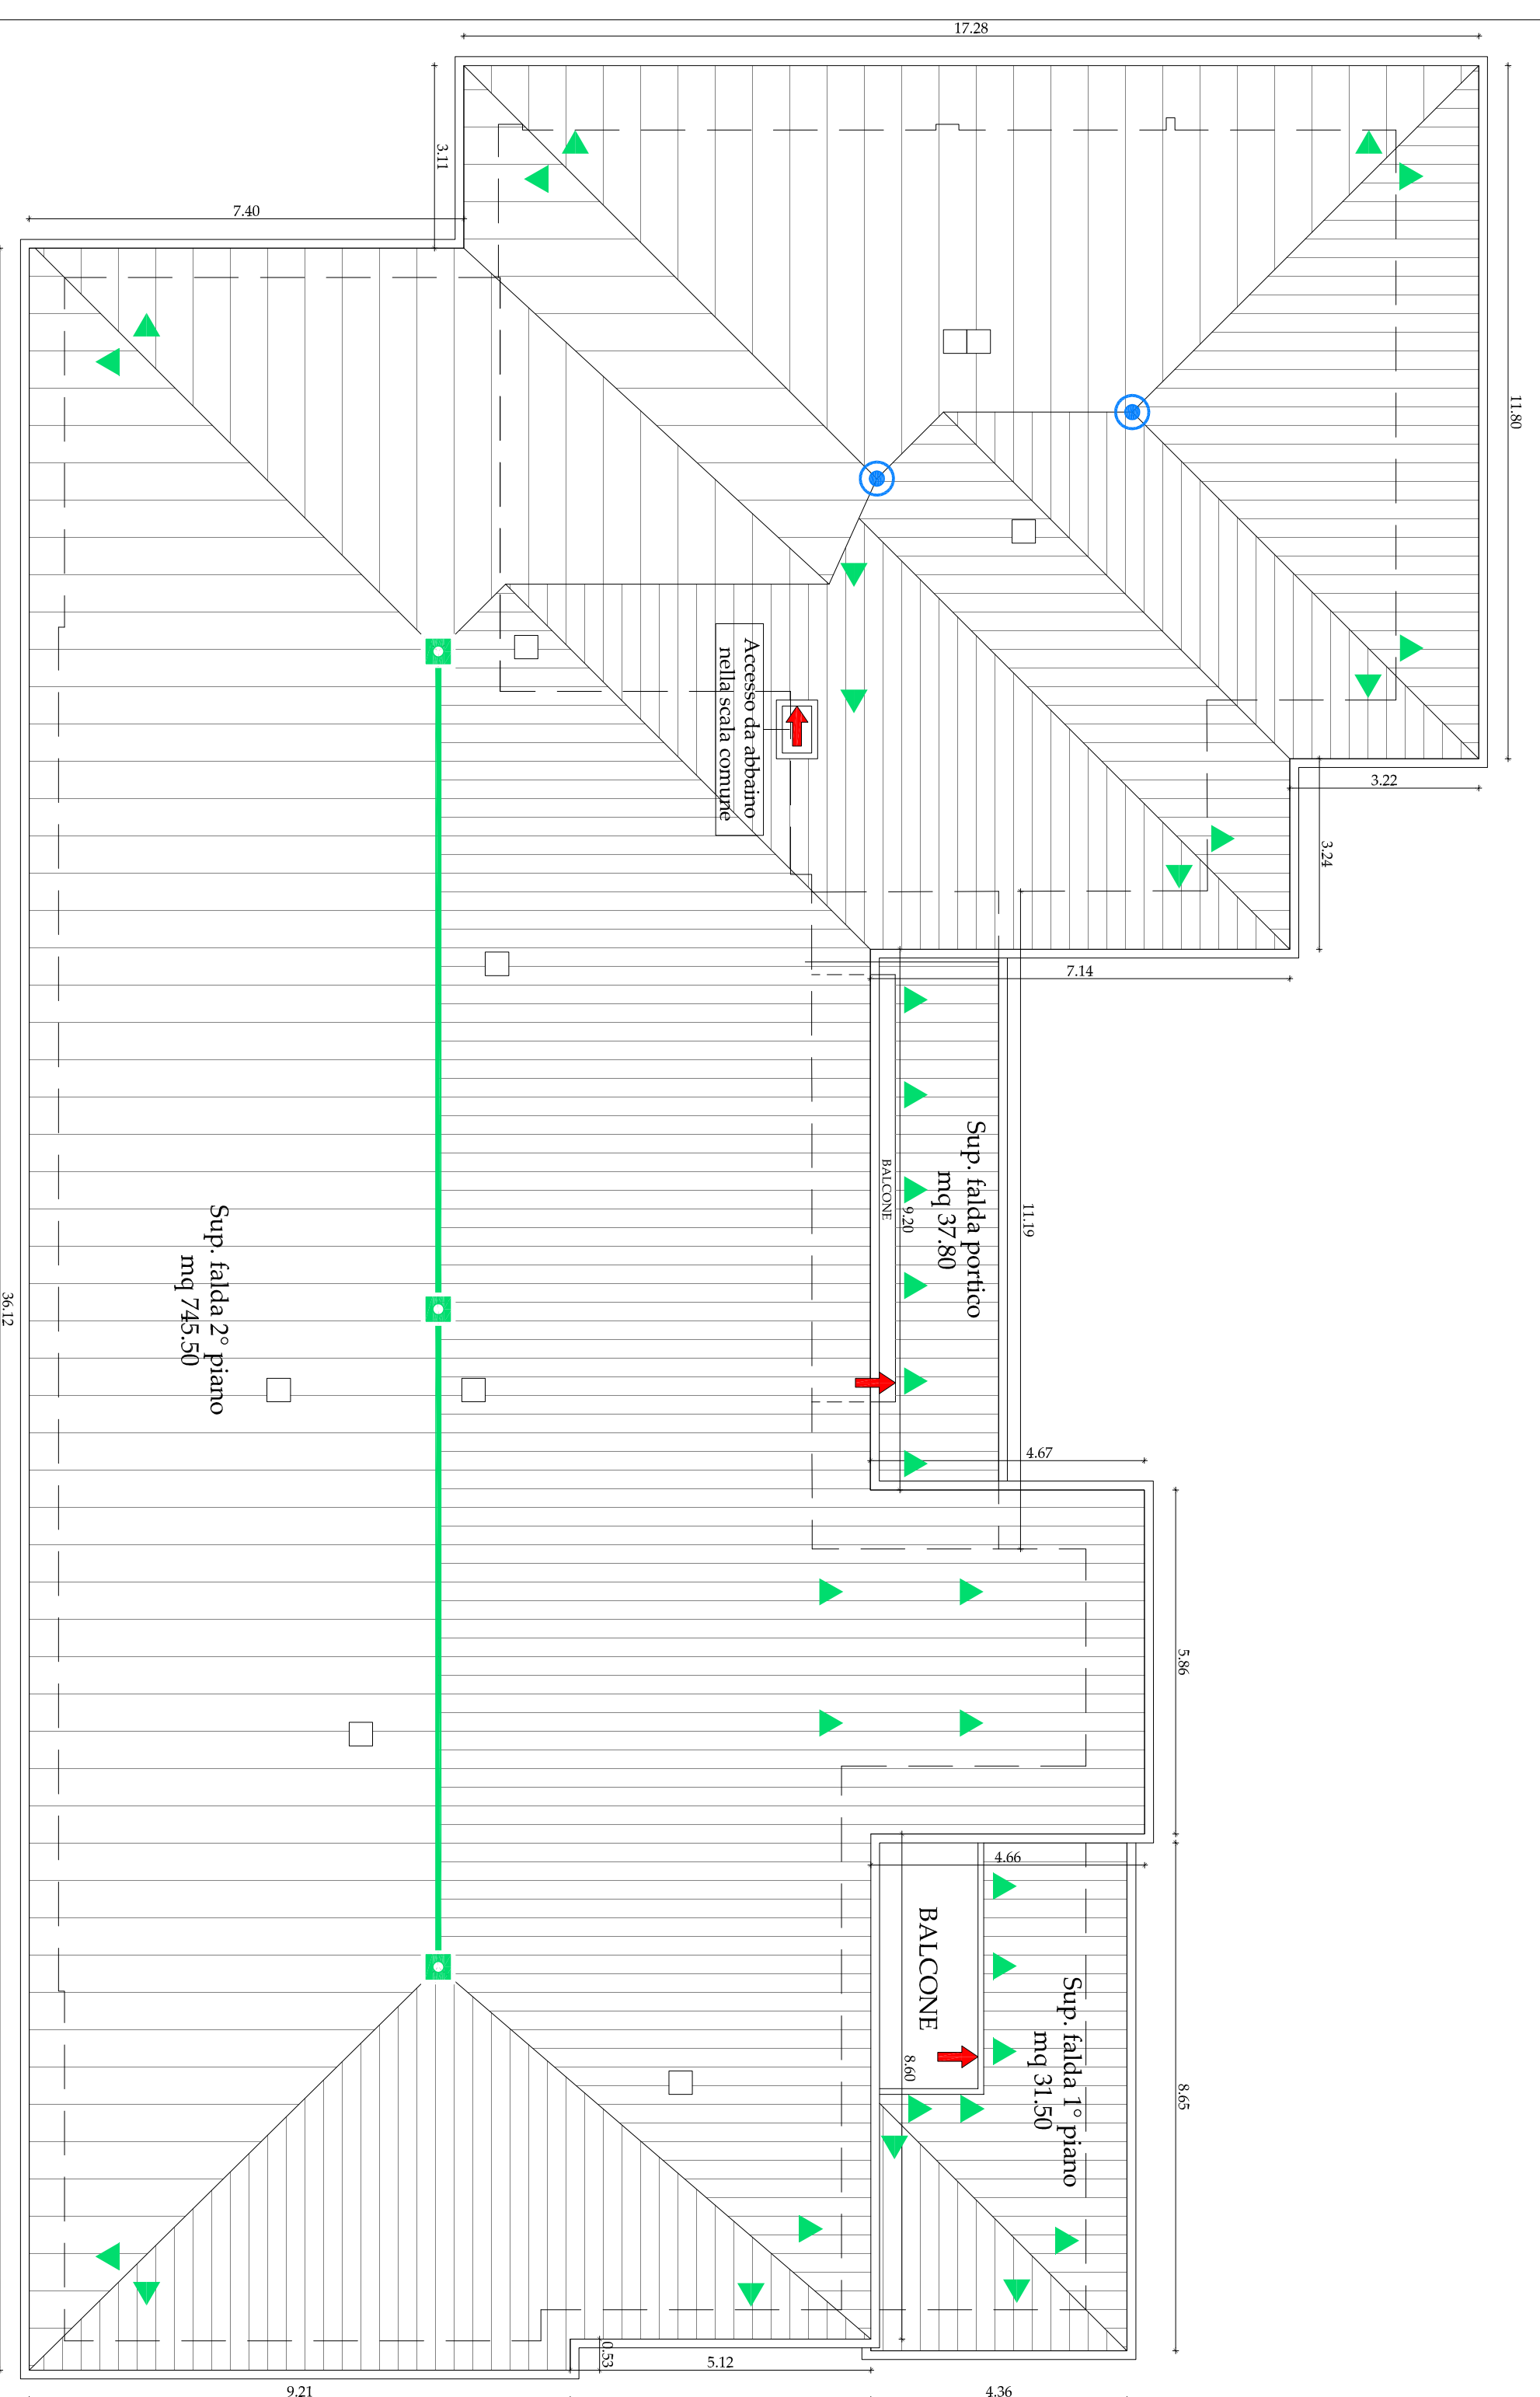 17.28
3.11
7.40
11.80
3.22
3.24
7.14
Accesso da abbaino
nella scala comune
Sup. falda portico
mq 37.80
BALCONE
9.20
11.19
Sup. falda 2° piano
mq 745.50
36.12
4.67
5.86
4.66
BALCONE
Sup. falda 1° piano
mq 31.50
8.60
8.65
0.53
5.12
9.21
4.36